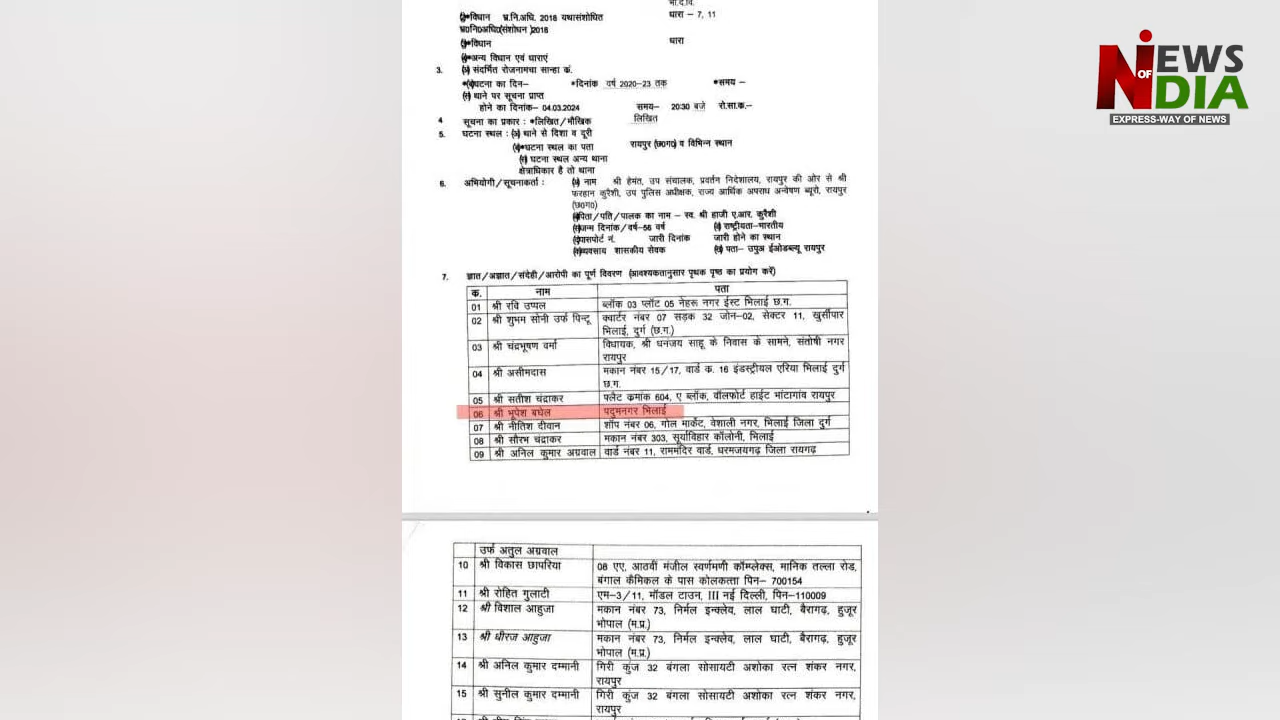 NEWS OF INDIA
EXPRESS-WAY OF NEWS
भा.द.वि.
विधान भ्र.नि.अधि. 2018 यथासंशोधित धारा – 7, 11
भ्र0नि0अधि0(संशोधन)2018
विधान धारा
अन्य विधान एवं धाराएं
3. संदर्भित रोजनामचा सान्हा कं.
घटना का दिन– *दिनांक वर्ष 2020–23 तक *समय –
थाने पर सूचना प्राप्त
होने का दिनांक– 04.03.2024 समय– 20:30 बजे रो.सा.क.–
4 सूचना का प्रकार : *लिखित/मौखिक लिखित
5. घटना स्थल : (अ) थाने से दिशा व दूरी
*घटना स्थल का पता रायपुर (छ0ग0) व विभिन्न स्थान
घटना स्थल अन्य थाना
क्षेत्राधिकार है तो थाना
6. अभियोगी/सूचनाकर्ता : नाम श्री हेमंत, उप संचालक, प्रवर्तन निदेशालय, रायपुर की ओर से श्री
फरहान कुरैशी, उप पुलिस अधीक्षक, राज्य आर्थिक अपराध अन्वेषण ब्यूरो, रायपुर
(छ0ग0)
पिता/पति/पालक का नाम – स्व. श्री हाजी ए.आर. कुरैशी
जन्म दिनांक/वर्ष–56 वर्ष राष्ट्रीयता–भारतीय
पासपोर्ट नं. जारी दिनांक जारी होने का स्थान
व्यवसाय शासकीय सेवक पता– उपुअ ईओडब्ल्यू रायपुर
7. ज्ञात/अज्ञात/संदेही/आरोपी का पूर्ण विवरण (आवश्यकतानुसार पृथक पृष्ठ का प्रयोग करें)
क. नाम पता
01 श्री रवि उप्पल ब्लॉक 03 प्लॉट 05 नेहरू नगर ईस्ट भिलाई छ.ग.
02 श्री शुभम सोनी उर्फ पिन्टू क्वार्टर नंबर 07 सड़क 32 जोन–02, सेक्टर 11, खुर्सीपार
भिलाई, दुर्ग (छ.ग.)
03 श्री चंद्रभूषण वर्मा विधायक, श्री धनंजय साहू के निवास के सामने, संतोषी नगर
रायपुर
04 श्री असीमदास मकान नंबर 15/17, वार्ड क. 16 इंडस्ट्रीयल एरिया भिलाई दुर्ग
छ.ग.
05 श्री सतीश चंद्राकर फ्लैट क्रमांक 604, ए ब्लॉक, वॉलफोर्ट हाईट भांटागांव रायपुर
06 श्री भूपेश बघेल पदुमनगर भिलाई
07 श्री नीतिश दीवान शॉप नंबर 06, गोल मार्केट, वेशाली नगर, भिलाई जिला दुर्ग
08 श्री सौरभ चंद्राकर मकान नंबर 303, सूर्याविहार कॉलोनी, भिलाई
09 श्री अनिल कुमार अग्रवाल वार्ड नंबर 11, राममंदिर वार्ड, धरमजयगढ़ जिला रायगढ़
उर्फ अतुल अग्रवाल
10 श्री विकास छापरिया 08 एए, आठवीं मंजील स्वर्णमणी कॉम्प्लेक्स, मानिक तल्ला रोड,
बंगाल कैमिकल के पास कोलकत्ता पिन– 700154
11 श्री रोहित गुलाटी एम–3/11, मॉडल टाउन, III नई दिल्ली, पिन–110009
12 श्री विशाल आहुजा मकान नंबर 73, निर्मल इन्क्लेव, लाल घाटी, बैरागढ़, हुजूर
भोपाल (म.प्र.)
13 श्री धीरज आहुजा मकान नंबर 73, निर्मल इन्क्लेव, लाल घाटी, बैरागढ़, हुजूर
भोपाल (म.प्र.)
14 श्री अनिल कुमार दम्मानी गिरी कुंज 32 बंगला सोसायटी अशोका रत्न शंकर नगर,
रायपुर
15 श्री सुनील कुमार दम्मानी गिरी कुंज 32 बंगला सोसायटी अशोका रत्न शंकर नगर,
रायपुर